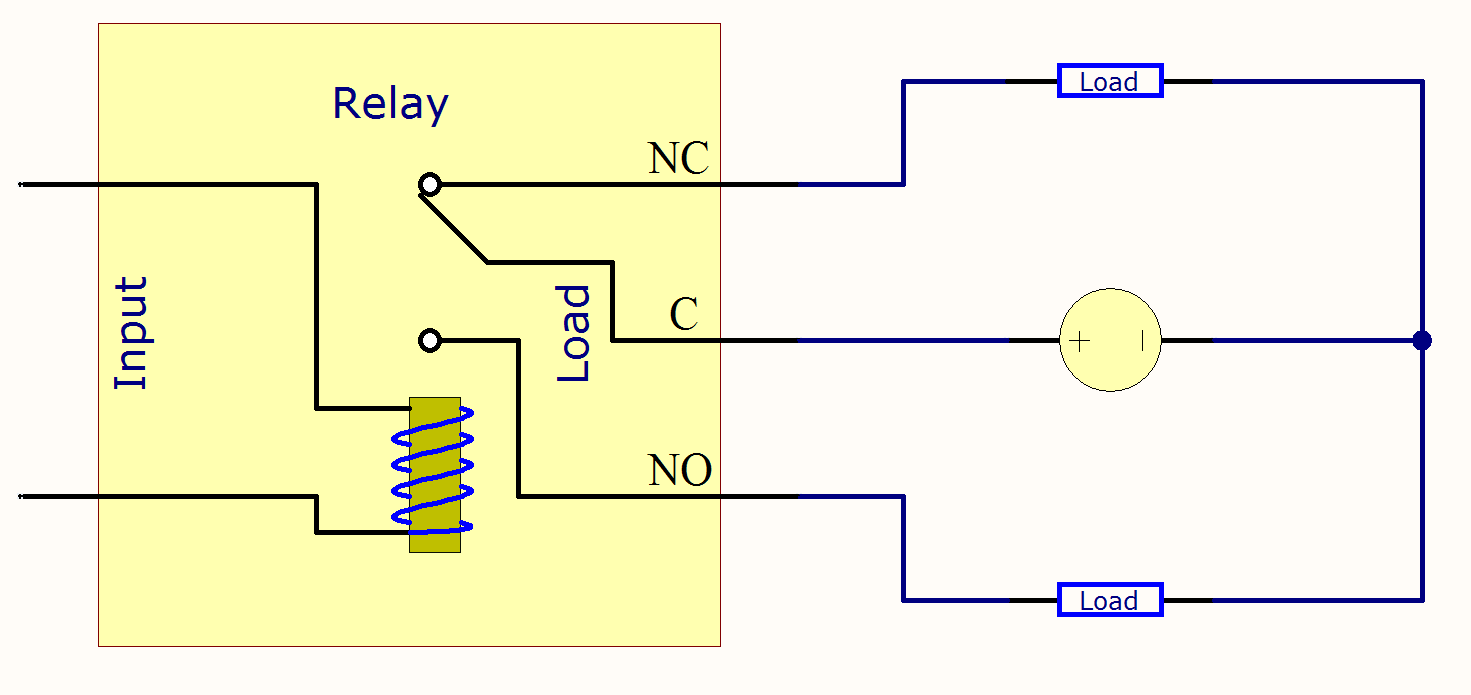 Relay
Load
NC
Input
Load
C
+ −
NO
Load